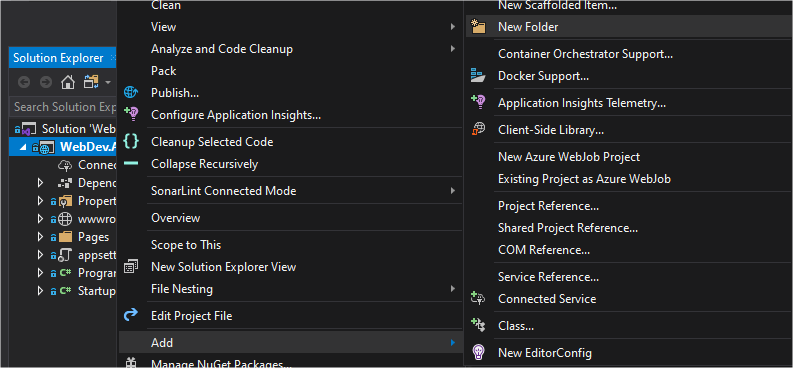 Solution Explorer
Search Solution Exp
Solution 'Web
WebDev.A
Connec
Depend
Propert
wwwro
Pages
appsett
C# Program
C# Startup
Clean
View
Analyze and Code Cleanup
Pack
Publish...
Configure Application Insights...
Cleanup Selected Code
Collapse Recursively
SonarLint Connected Mode
Overview
Scope to This
New Solution Explorer View
File Nesting
Edit Project File
Add
Manage NuGet Packages...
New Scaffolded Item...
New Folder
Container Orchestrator Support...
Docker Support...
Application Insights Telemetry...
Client-Side Library...
New Azure WebJob Project
Existing Project as Azure WebJob
Project Reference...
Shared Project Reference...
COM Reference...
Service Reference...
Connected Service
Class...
New EditorConfig